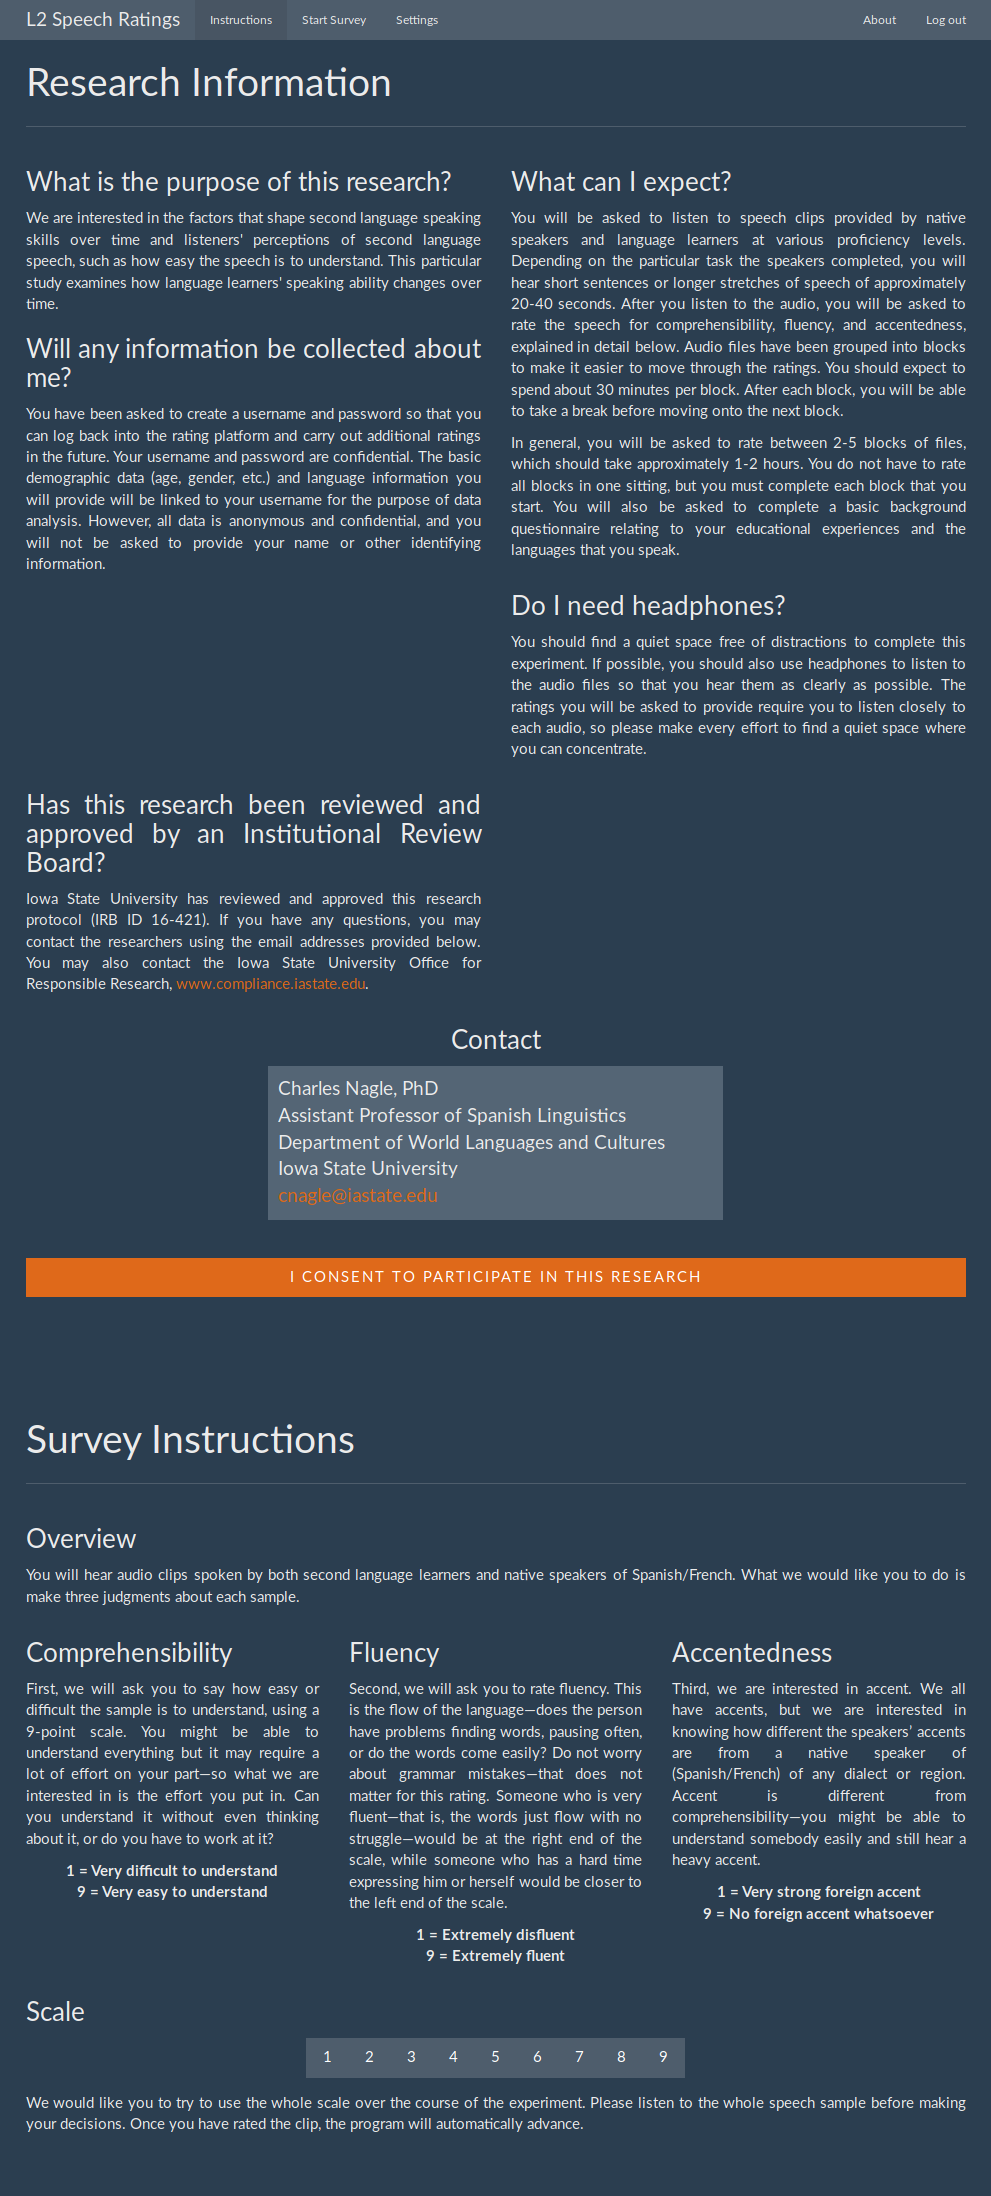 L2 Speech Ratings
Instructions
Start Survey
Settings
About
Log out
Research Information
What is the purpose of this research?
We are interested in the factors that shape second language speaking
skills over time and listeners' perceptions of second language
speech, such as how easy the speech is to understand. This particular
study examines how language learners' speaking ability changes over
time.
Will any information be collected about
me?
You have been asked to create a username and password so that you
can log back into the rating platform and carry out additional ratings
in the future. Your username and password are confidential. The basic
demographic data (age, gender, etc.) and language information you
will provide will be linked to your username for the purpose of data
analysis. However, all data is anonymous and confidential, and you
will not be asked to provide your name or other identifying
information.
What can I expect?
You will be asked to listen to speech clips provided by native
speakers and language learners at various proficiency levels.
Depending on the particular task the speakers completed, you will
hear short sentences or longer stretches of speech of approximately
20-40 seconds. After you listen to the audio, you will be asked to
rate the speech for comprehensibility, fluency, and accentedness,
explained in detail below. Audio files have been grouped into blocks
to make it easier to move through the ratings. You should expect to
spend about 30 minutes per block. After each block, you will be able
to take a break before moving onto the next block.
In general, you will be asked to rate between 2-5 blocks of files,
which should take approximately 1-2 hours. You do not have to rate
all blocks in one sitting, but you must complete each block that you
start. You will also be asked to complete a basic background
questionnaire relating to your educational experiences and the
languages that you speak.
Do I need headphones?
You should find a quiet space free of distractions to complete this
experiment. If possible, you should also use headphones to listen to
the audio files so that you hear them as clearly as possible. The
ratings you will be asked to provide require you to listen closely to
each audio, so please make every effort to find a quiet space where
you can concentrate.
Has this research been reviewed and
approved by an Institutional Review
Board?
Iowa State University has reviewed and approved this research
protocol (IRB ID 16-421). If you have any questions, you may
contact the researchers using the email addresses provided below.
You may also contact the Iowa State University Office for
Responsible Research, www.compliance.iastate.edu.
Contact
Charles Nagle, PhD
Assistant Professor of Spanish Linguistics
Department of World Languages and Cultures
Iowa State University
cnagle@iastate.edu
I CONSENT TO PARTICIPATE IN THIS RESEARCH
Survey Instructions
Overview
You will hear audio clips spoken by both second language learners and native speakers of Spanish/French. What we would like you to do is
make three judgments about each sample.
Comprehensibility
First, we will ask you to say how easy or
difficult the sample is to understand, using a
9-point scale. You might be able to
understand everything but it may require a
lot of effort on your part—so what we are
interested in is the effort you put in. Can
you understand it without even thinking
about it, or do you have to work at it?
1 = Very difficult to understand
9 = Very easy to understand
Fluency
Second, we will ask you to rate fluency. This
is the flow of the language—does the person
have problems finding words, pausing often,
or do the words come easily? Do not worry
about grammar mistakes—that does not
matter for this rating. Someone who is very
fluent—that is, the words just flow with no
struggle—would be at the right end of the
scale, while someone who has a hard time
expressing him or herself would be closer to
the left end of the scale.
1 = Extremely disfluent
9 = Extremely fluent
Accentedness
Third, we are interested in accent. We all
have accents, but we are interested in
knowing how different the speakers’ accents
are from a native speaker of
(Spanish/French) of any dialect or region.
Accent is different from
comprehensibility—you might be able to
understand somebody easily and still hear a
heavy accent.
1 = Very strong foreign accent
9 = No foreign accent whatsoever
Scale
1 2 3 4 5 6 7 8 9
We would like you to try to use the whole scale over the course of the experiment. Please listen to the whole speech sample before making
your decisions. Once you have rated the clip, the program will automatically advance.